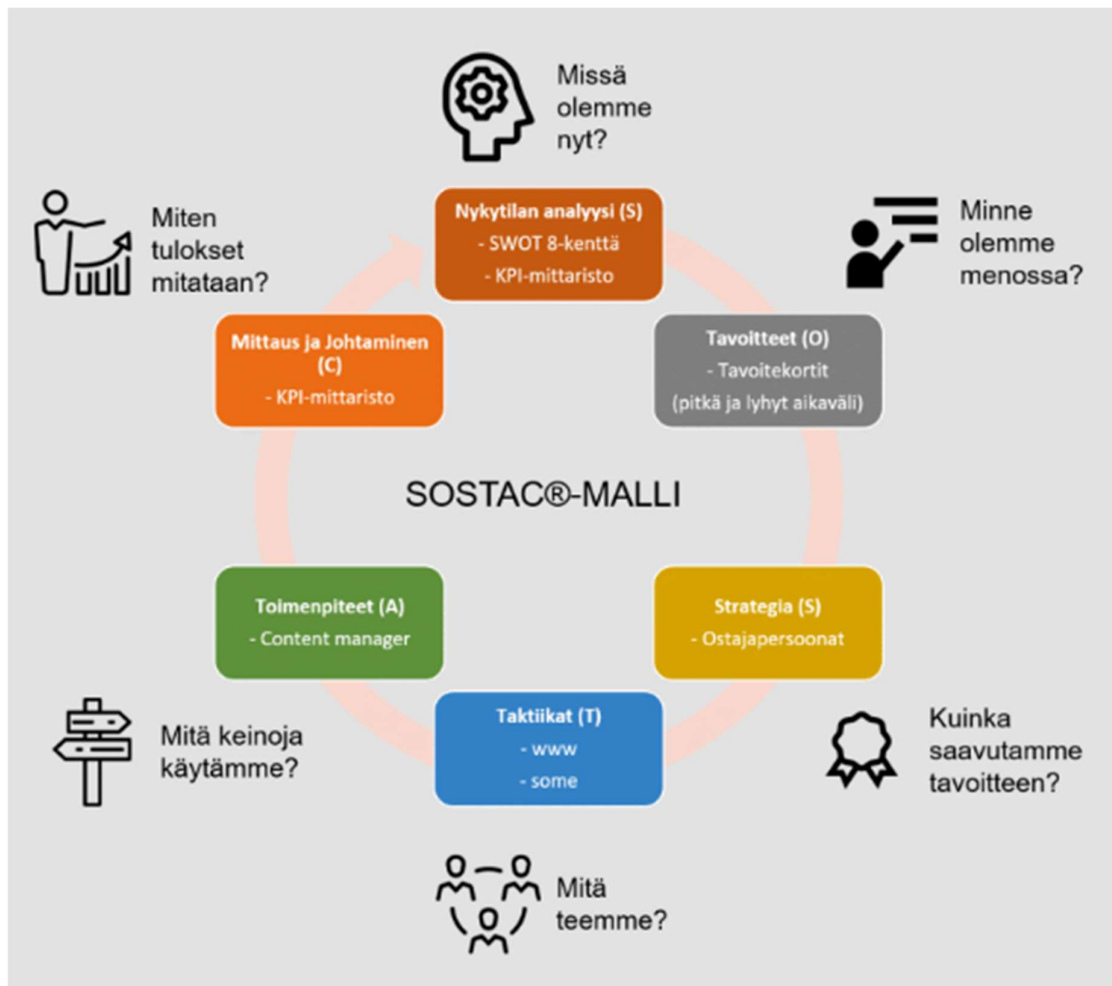 Missä
olemme
nyt?
Nykytilan analyysi (S)
- SWOT 8-kenttä
- KPI-mittaristo
Minne
olemme
menossa?
Tavoitteet (O)
- Tavoitekortit
(pitkä ja lyhyt aikaväli)
Miten
tulokset
mitataan?
Mittaus ja Johtaminen
(C)
- KPI-mittaristo
SOSTAC®-MALLI
Strategia (S)
- Ostajapersoonat
Kuinka
saavutamme
tavoitteen?
Taktiikat (T)
- www
- some
Mitä
teemme?
Toimenpiteet (A)
- Content manager
Mitä keinoja
käytämme?